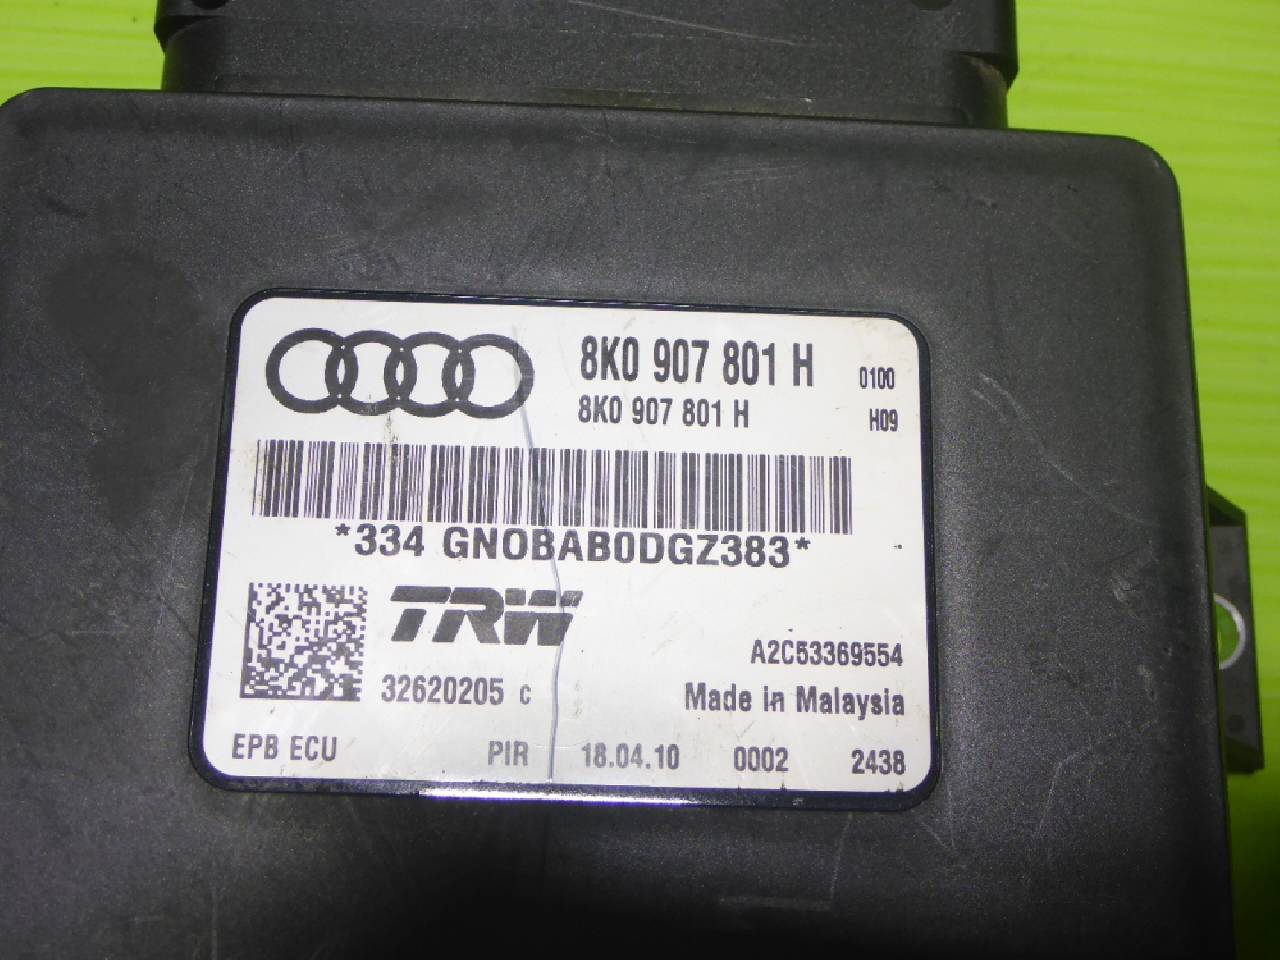 8K0 907 801 H 0100
8K0 907 801 H H09
*334 GN0BAB0DGZ383*
TRW
A2C53369554
32620205 c Made in Malaysia
EPB ECU PIR 18.04.10 0002 2438